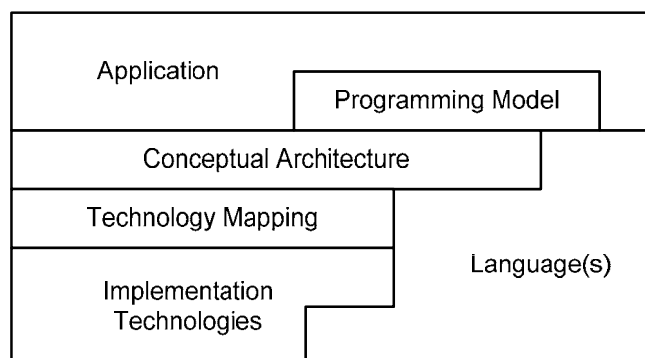 Application
Programming Model
Conceptual Architecture
Technology Mapping
Language(s)
Implementation
Technologies